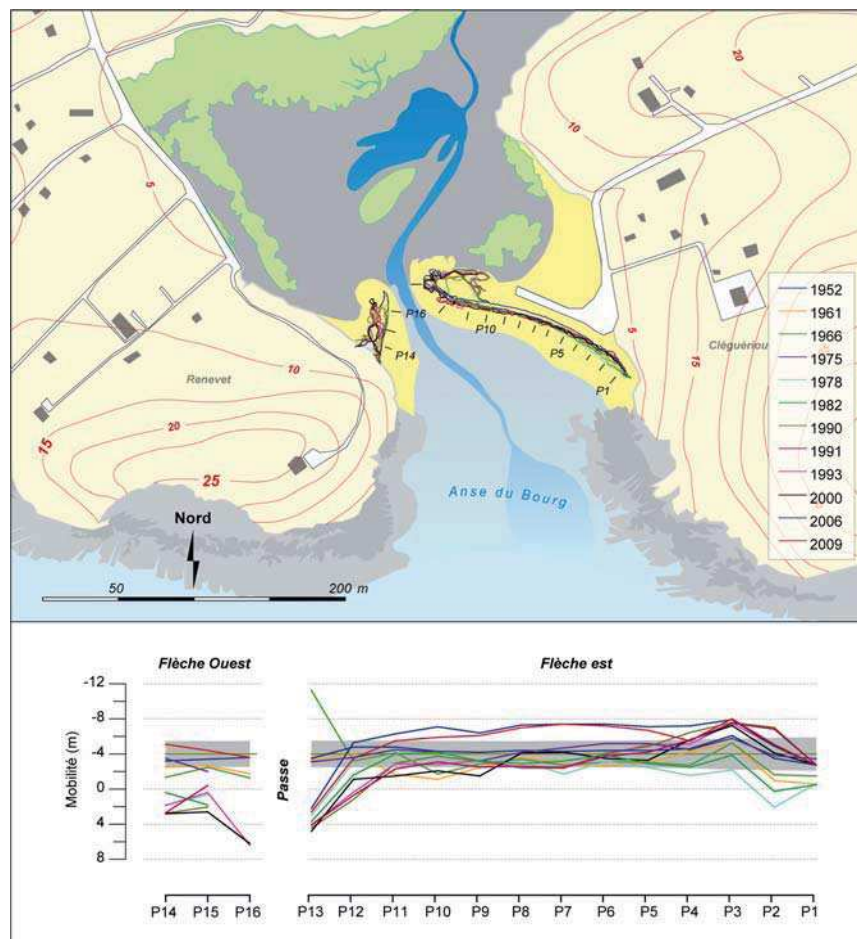 20
10
5
1952
1961
1966
1975
1978
1982
1990
1991
1993
2000
2006
2009
P16
P10
P14
P5
P1
5
15
Cléguériou
Renevet
10
15
20
25
Anse du Bourg
Nord
50 200 m
Flèche Ouest Flèche est
Mobilité (m)
-12
-8
-4
0
4
8
Passe
P14 P15 P16 P13 P12 P11 P10 P9 P8 P7 P6 P5 P4 P3 P2 P1